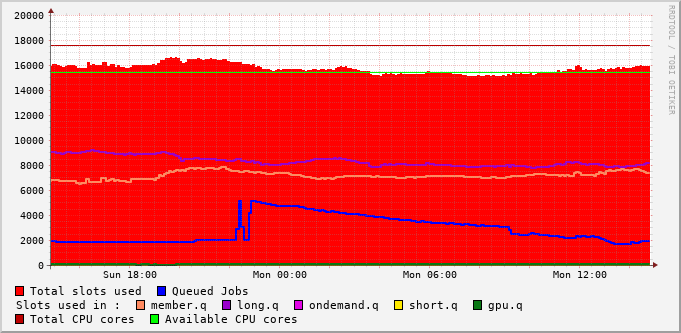 20000
18000
16000
14000
12000
10000
8000
6000
4000
2000
0
Sun 18:00 Mon 00:00 Mon 06:00 Mon 12:00
RRDTOOL / TOBI OETIKER
Total slots used Queued Jobs
Slots used in : member.q long.q ondemand.q short.q gpu.q
Total CPU cores Available CPU cores